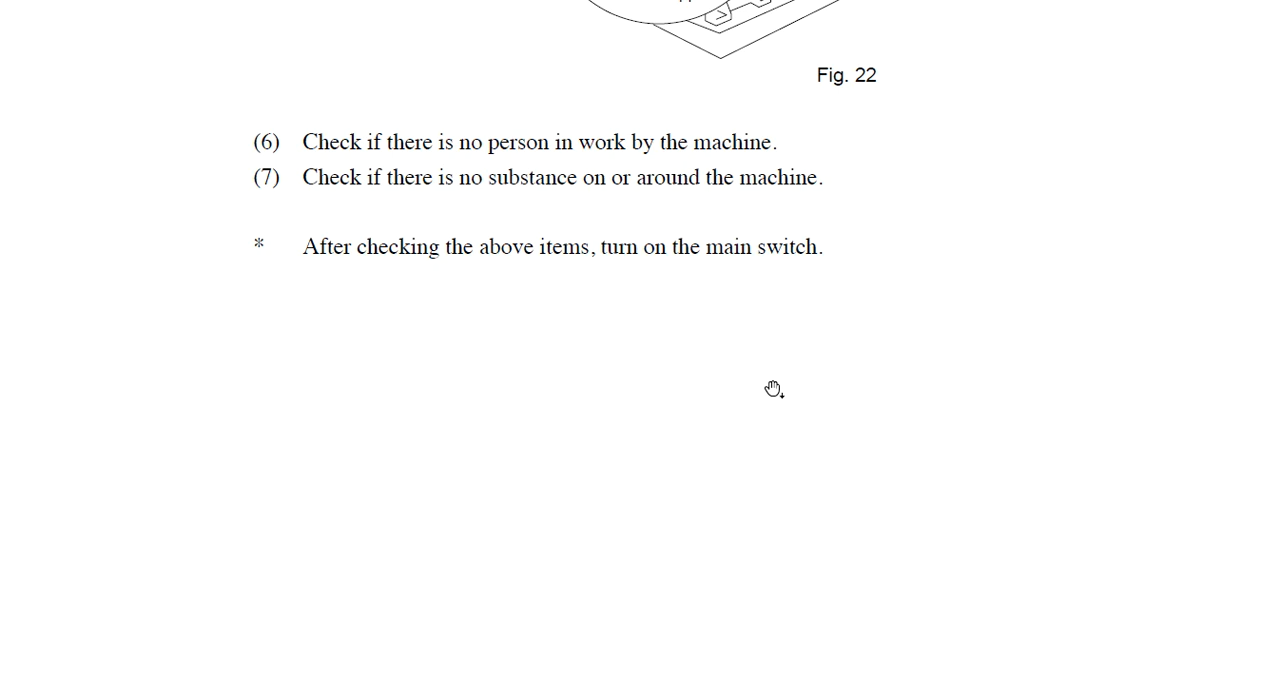 Fig. 22
(6) Check if there is no person in work by the machine.
(7) Check if there is no substance on or around the machine.
* After checking the above items, turn on the main switch.